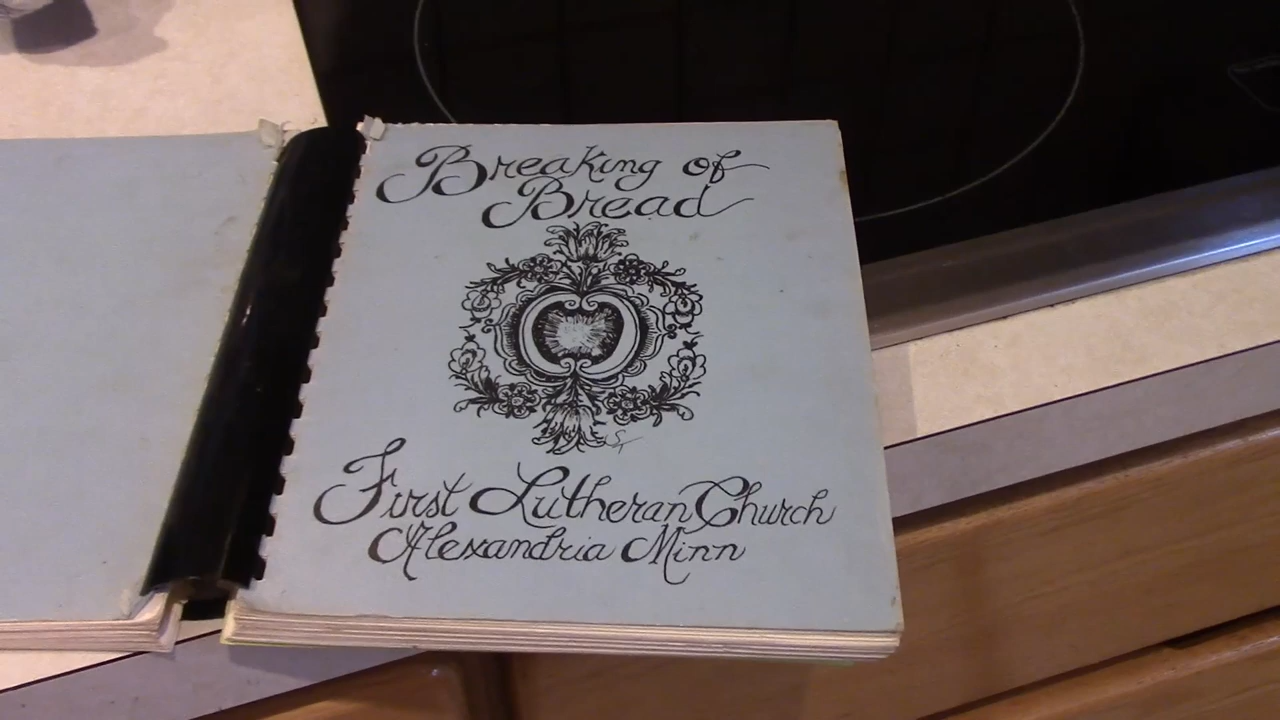 Breaking of
Bread
First Lutheran Church
Alexandria Minn